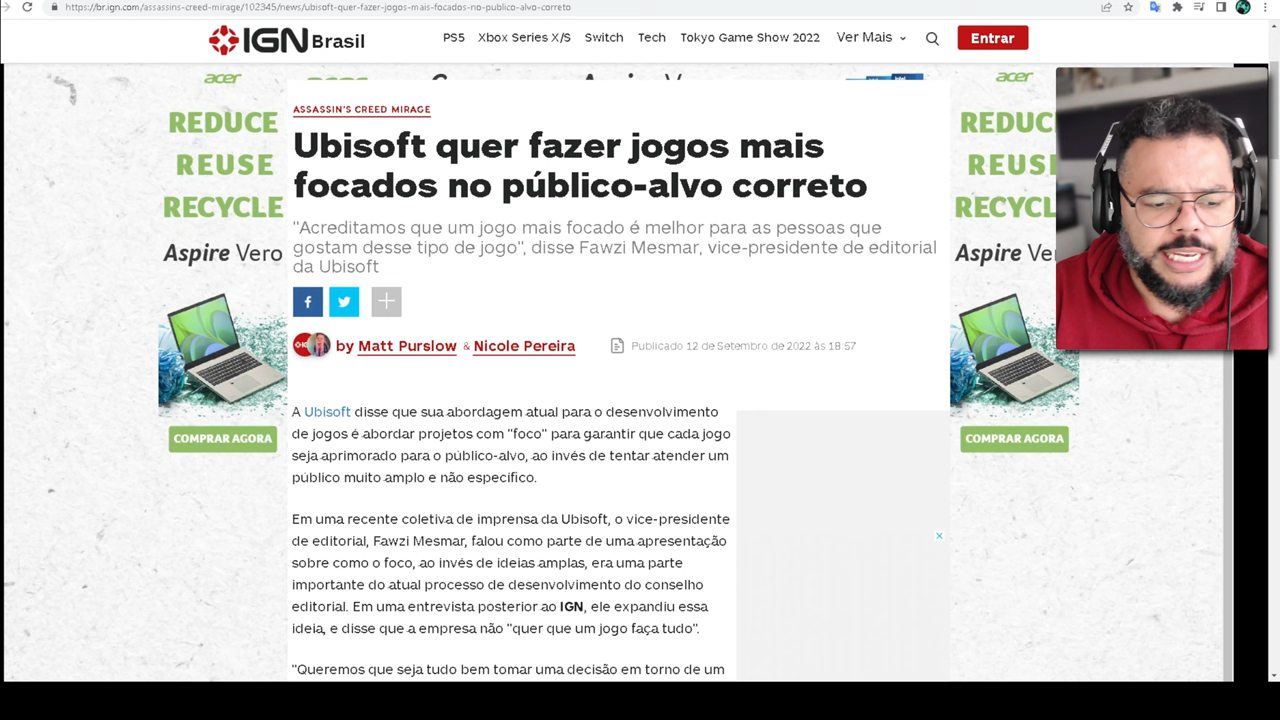 https://br.ign.com/assassins-creed-mirage/102345/news/ubisoft-quer-fazer-jogos-mais-focados-no-publico-alvo-correto
IGN Brasil
PS5 Xbox Series X/S Switch Tech Tokyo Game Show 2022 Ver Mais
Entrar
acer
REDUCE
REUSE
RECYCLE
Aspire Vero
COMPRAR AGORA
ASSASSIN'S CREED MIRAGE
Ubisoft quer fazer jogos mais
focados no público-alvo correto
"Acreditamos que um jogo mais focado é melhor para as pessoas que
gostam desse tipo de jogo", disse Fawzi Mesmar, vice-presidente de editorial
da Ubisoft
by Matt Purslow & Nicole Pereira
Publicado 12 de Setembro de 2022 às 18:57
A Ubisoft disse que sua abordagem atual para o desenvolvimento
de jogos é abordar projetos com "foco" para garantir que cada jogo
seja aprimorado para o público-alvo, ao invés de tentar atender um
público muito amplo e não específico.
Em uma recente coletiva de imprensa da Ubisoft, o vice-presidente
de editorial, Fawzi Mesmar, falou como parte de uma apresentação
sobre como o foco, ao invés de ideias amplas, era uma parte
importante do atual processo de desenvolvimento do conselho
editorial. Em uma entrevista posterior ao IGN, ele expandiu essa
ideia, e disse que a empresa não "quer que um jogo faça tudo".
"Queremos que seja tudo bem tomar uma decisão em torno de um
acer
REDUC
REUS
RECYCL
Aspire Ve
COMPRAR AGORA